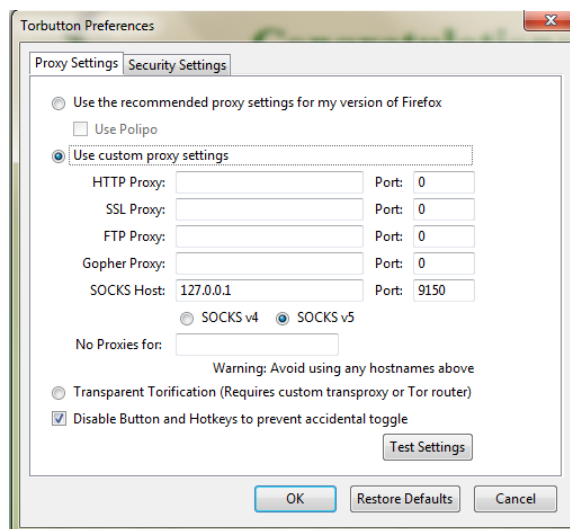 Torbutton Preferences
Proxy Settings Security Settings
Use the recommended proxy settings for my version of Firefox
Use Polipo
Use custom proxy settings
HTTP Proxy: Port: 0
SSL Proxy: Port: 0
FTP Proxy: Port: 0
Gopher Proxy: Port: 0
SOCKS Host: 127.0.0.1 Port: 9150
SOCKS v4 SOCKS v5
No Proxies for:
Warning: Avoid using any hostnames above
Transparent Torification (Requires custom transproxy or Tor router)
Disable Button and Hotkeys to prevent accidental toggle
Test Settings
OK Restore Defaults Cancel